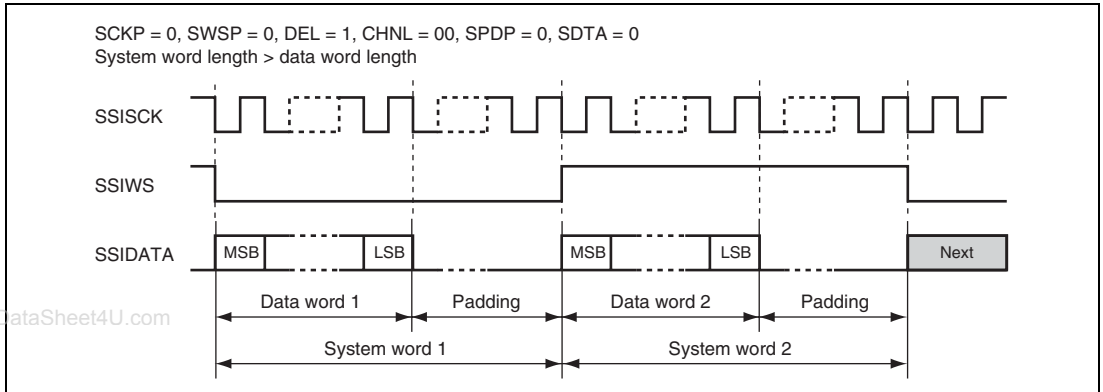 SCKP = 0, SWSP = 0, DEL = 1, CHNL = 00, SPDP = 0, SDTA = 0
System word length > data word length
SSISCK
SSIWS
SSIDATA
MSB
LSB
MSB
LSB
Next
Data word 1
Padding
Data word 2
Padding
DataSheet4U.com
System word 1
System word 2